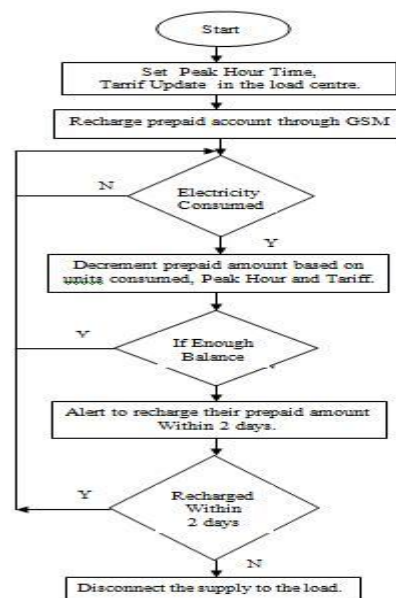 Start
Set Peak Hour Time,
Tarrif Update in the load centre.
Recharge prepaid account through GSM
N
Electricity
Consumed
Y
Decrement prepaid amount based on
units consumed, Peak Hour and Tariff.
Y
If Enough
Balance
Alert to recharge their prepaid amount
Within 2 days.
Y
Recharged
Within
2 days
N
Disconnect the supply to the load.